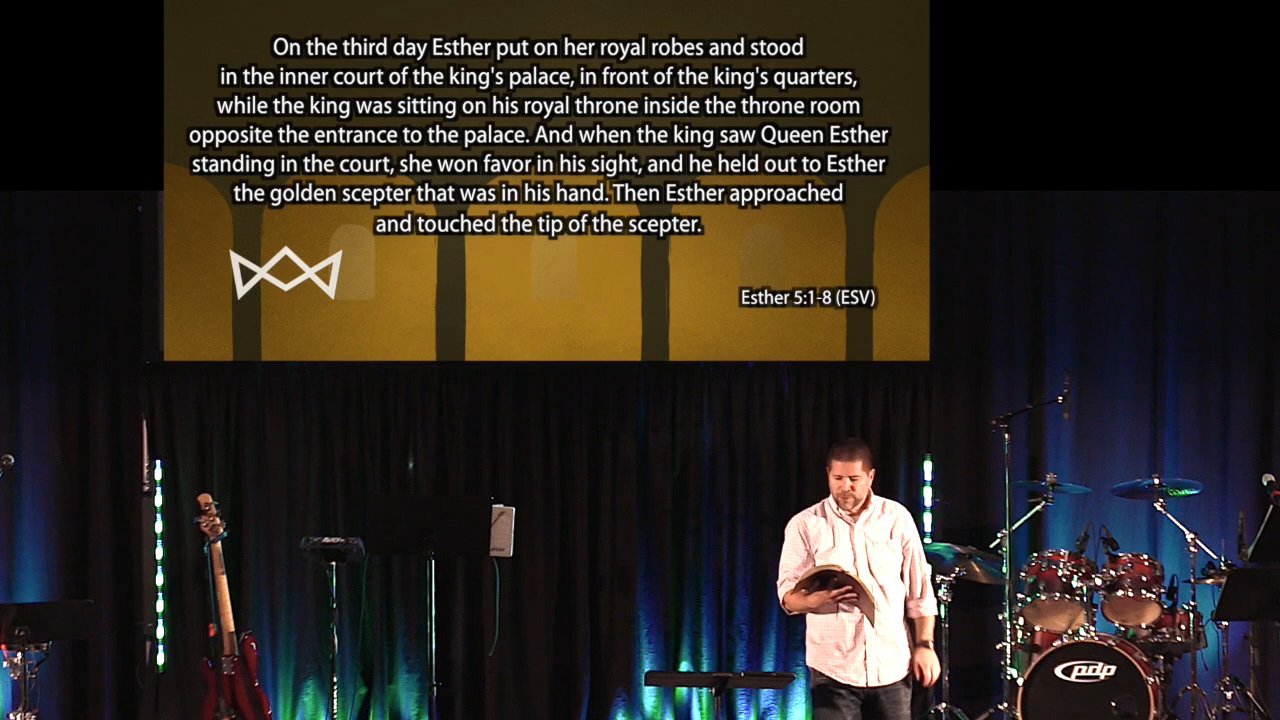 On the third day Esther put on her royal robes and stood
in the inner court of the king's palace, in front of the king's quarters,
while the king was sitting on his royal throne inside the throne room
opposite the entrance to the palace. And when the king saw Queen Esther
standing in the court, she won favor in his sight, and he held out to Esther
the golden scepter that was in his hand. Then Esther approached
and touched the tip of the scepter.
Esther 5:1-8 (ESV)
pdp